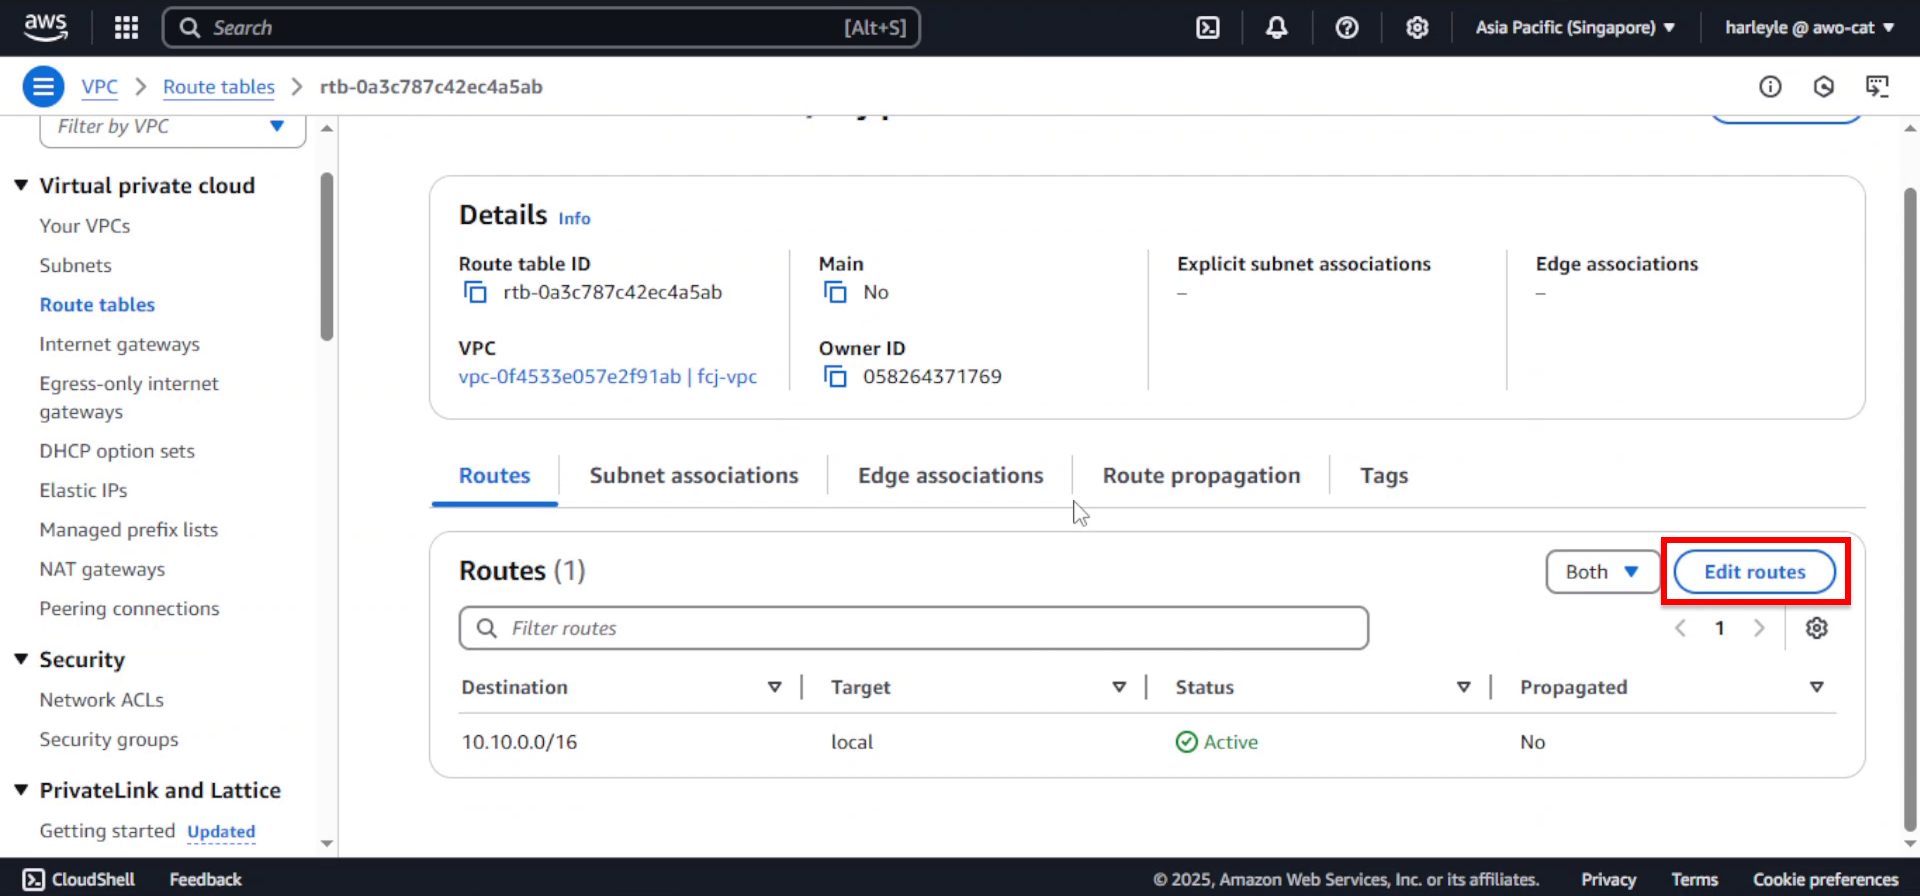 aws
Search [Alt+S]
Asia Pacific (Singapore) ▼
harleyle @ awo-cat ▼
VPC > Route tables > rtb-0a3c787c42ec4a5ab
Filter by VPC
Virtual private cloud
Your VPCs
Subnets
Route tables
Internet gateways
Egress-only internet
gateways
DHCP option sets
Elastic IPs
Managed prefix lists
NAT gateways
Peering connections
Security
Network ACLs
Security groups
PrivateLink and Lattice
Getting started Updated
Details Info
Route table ID
rtb-0a3c787c42ec4a5ab
Main
No
Explicit subnet associations
–
Edge associations
–
VPC
vpc-0f4533e057e2f91ab | fcj-vpc
Owner ID
058264371769
Routes
Subnet associations
Edge associations
Route propagation
Tags
Routes (1)
Both
Edit routes
Filter routes
1
Destination Target Status Propagated
10.10.0.0/16 local Active No
CloudShell Feedback
© 2025, Amazon Web Services, Inc. or its affiliates. Privacy Terms Cookie preferences